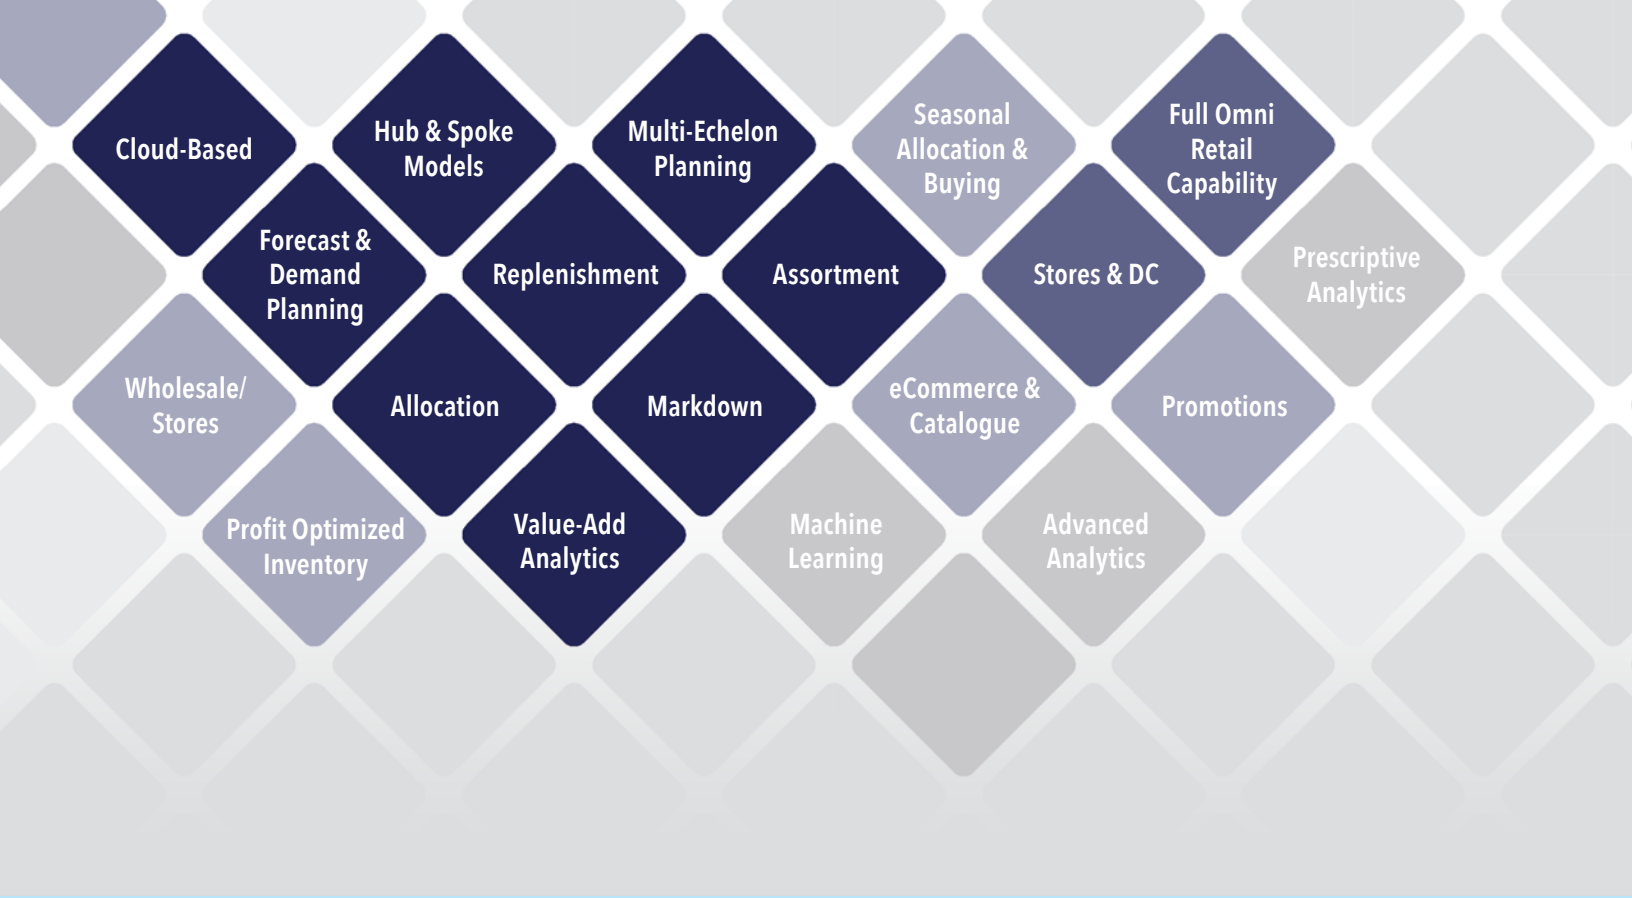 Cloud-Based
Hub & Spoke
Models
Multi-Echelon
Planning
Seasonal
Allocation &
Buying
Full Omni
Retail
Capability
Forecast &
Demand
Planning
Replenishment
Assortment
Stores & DC
Prescriptive
Analytics
Wholesale/
Stores
Allocation
Markdown
eCommerce &
Catalogue
Promotions
Profit Optimized
Inventory
Value-Add
Analytics
Machine
Learning
Advanced
Analytics